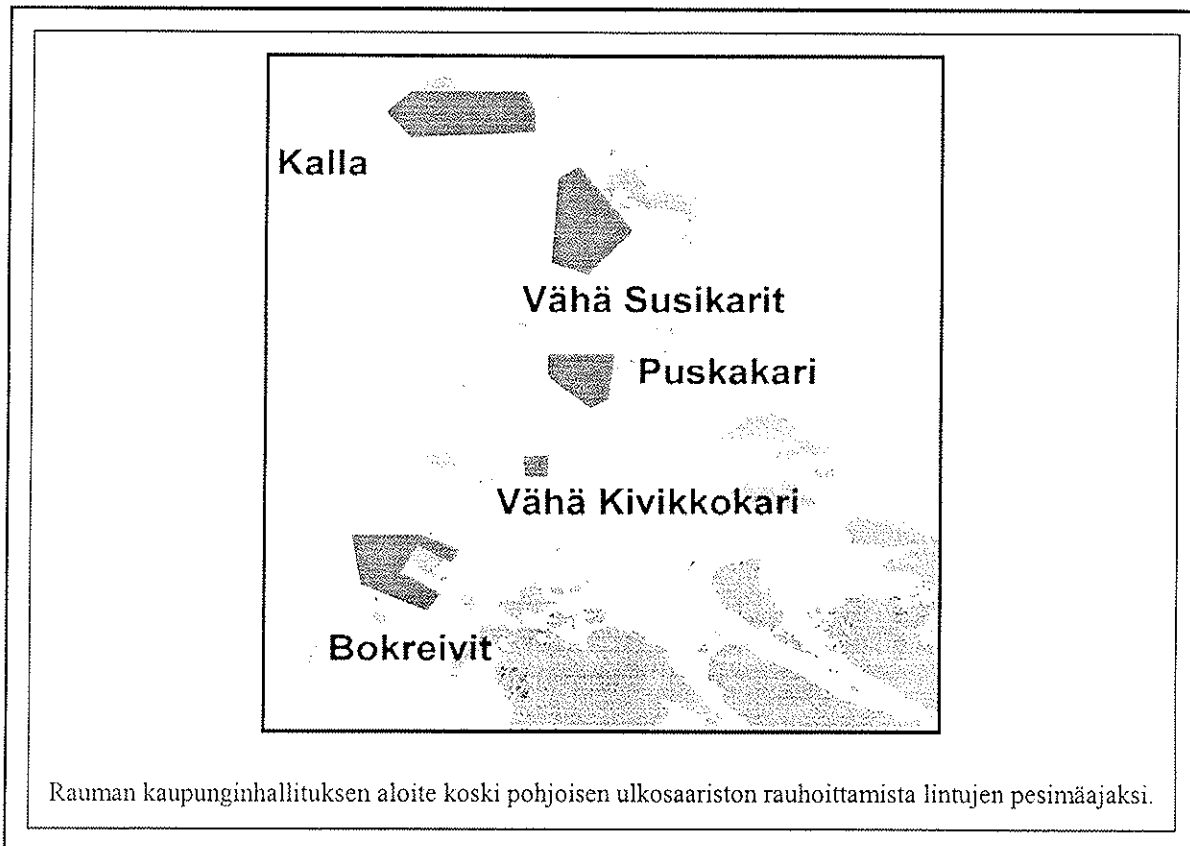 Kalla
Vähä Susikarit
Puskakari
Vähä Kivikkokari
Bokreivit
Rauman kaupunginhallituksen aloite koski pohjoisen ulkosaariston rauhoittamista lintujen pesimäajaksi.